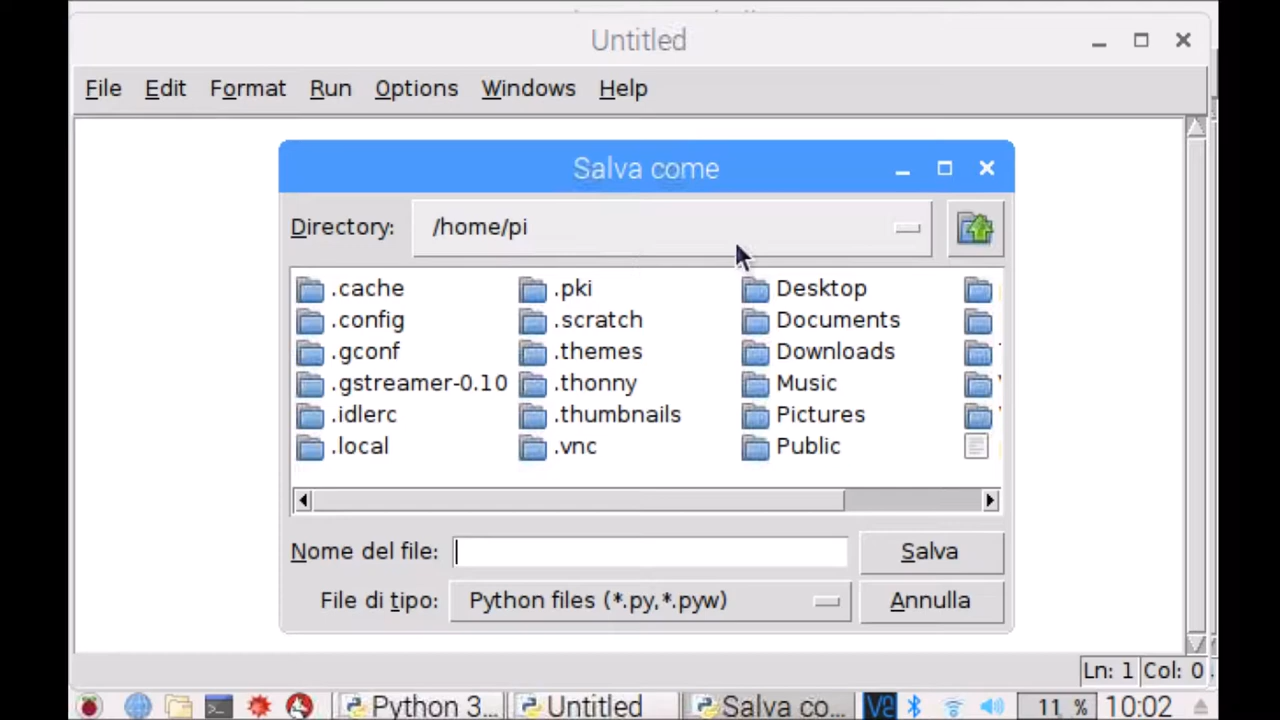 Untitled
File Edit Format Run Options Windows Help
Salva come
Directory: /home/pi
.cache .pki Desktop
.config .scratch Documents
.gconf .themes Downloads
.gstreamer-0.10 .thonny Music
.idlerc .thumbnails Pictures
.local .vnc Public
Nome del file: Salva
File di tipo: Python files (*.py,*.pyw) Annulla
Ln: 1 Col: 0
Python 3... Untitled Salva co... 11 % 10:02